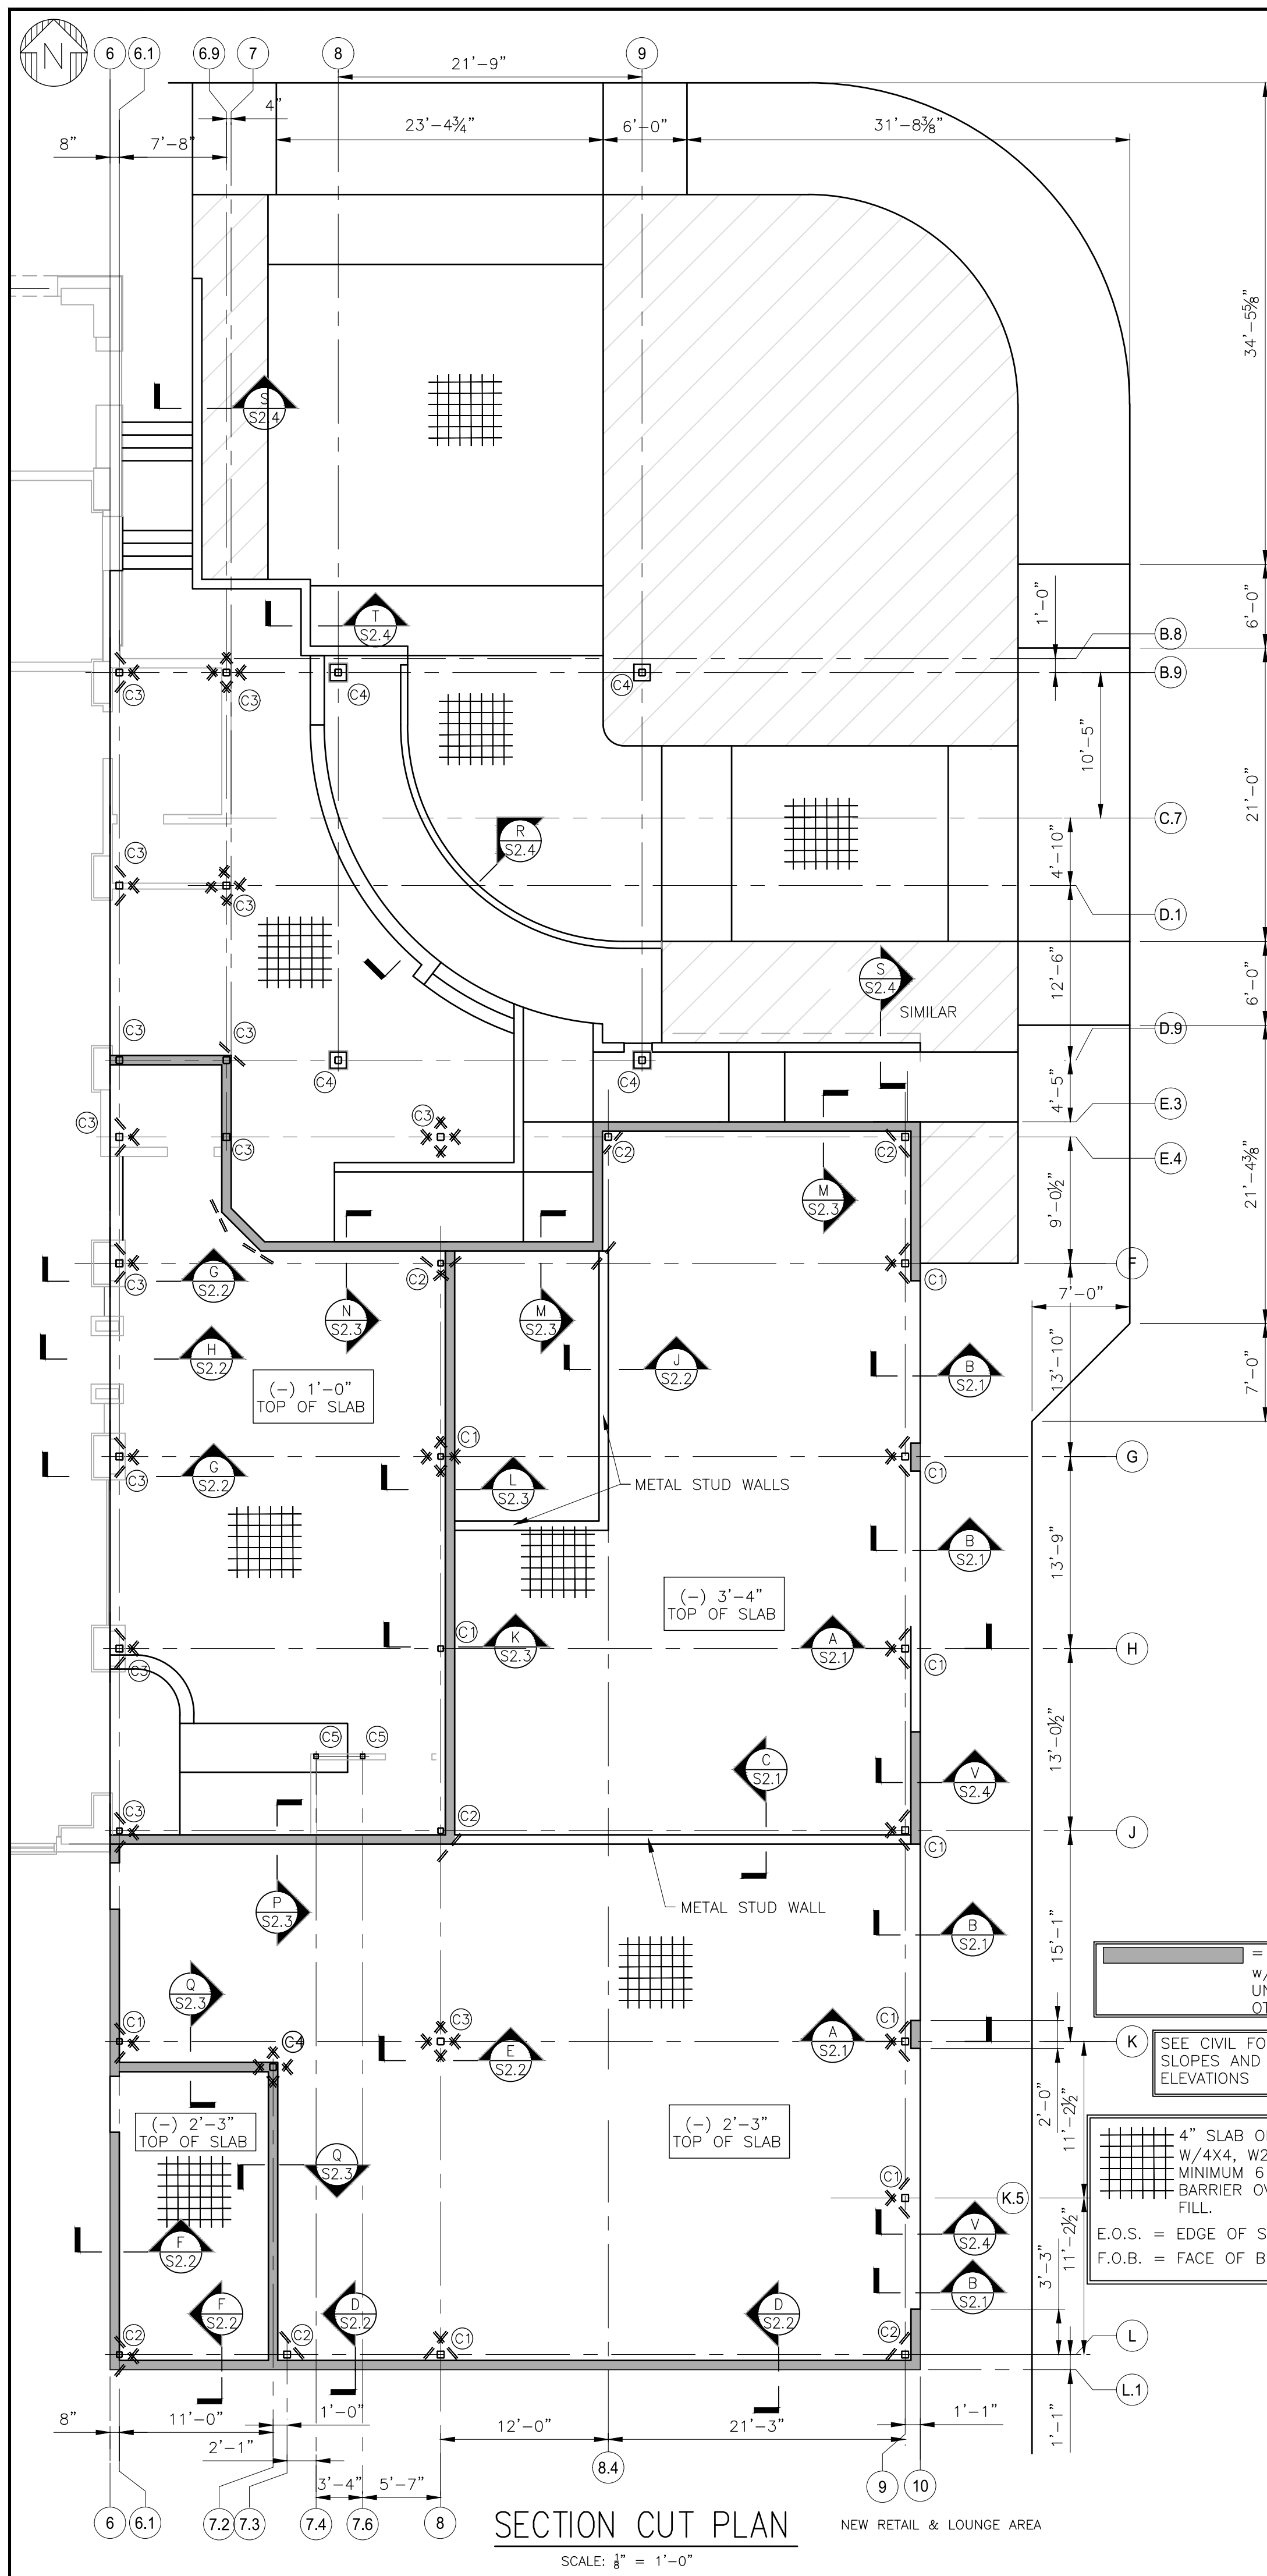 N
6
6.1
6.9
7
8
9
21'-9"
4"
23'-4¾"
6'-0"
31'-8⅜"
8"
7'-8"
34'-5⅝"
S
S2.4
1'-0"
6'-0"
T
S2.4
B.8
B.9
C3
C3
C4
C4
10'-5"
21'-0"
R
S2.4
C.7
C3
4'-10"
C3
D.1
S
S2.4
SIMILAR
12'-6"
6'-0"
C3
C3
D.9
C4
C4
4'-5"
E.3
C3
C3
C3
C2
C2
E.4
21'-4⅜"
M
S2.3
9'-0½"
G
S2.2
C3
C2
C1
F
7'-0"
N
S2.3
M
S2.3
H
S2.2
J
S2.2
B
S2.1
13'-10"
7'-0"
(-) 1'-0"
TOP OF SLAB
C1
G
C3
G
S2.2
L
S2.3
METAL STUD WALLS
C1
13'-9"
B
S2.1
(-) 3'-4"
TOP OF SLAB
C1
K
S2.3
A
S2.1
C1
H
C3
13'-0½"
C5
C5
C
S2.1
V
S2.4
C3
C2
C1
J
P
S2.3
METAL STUD WALL
B
S2.1
15'-1"
=
W/
UN
OT
Q
S2.3
C1
C4
C3
E
S2.2
A
S2.1
C1
K
SEE CIVIL FO
SLOPES AND
ELEVATIONS
2'-0"
11'-2½"
(-) 2'-3"
TOP OF SLAB
(-) 2'-3"
TOP OF SLAB
4" SLAB O
W/4X4, W2
MINIMUM 6
BARRIER OV
FILL.
E.O.S. = EDGE OF S
F.O.B. = FACE OF B
Q
S2.3
C1
K.5
F
S2.2
V
S2.4
3'-3"
11'-2½"
F
S2.2
D
S2.2
D
S2.2
B
S2.1
C2
C2
C1
C2
L
L.1
8"
11'-0"
1'-0"
12'-0"
21'-3"
1'-1"
1'-1"
2'-1"
3'-4"
5'-7"
6
6.1
7.2
7.3
7.4
7.6
8
8.4
9
10
SECTION CUT PLAN
NEW RETAIL & LOUNGE AREA
SCALE: ⅛" = 1'-0"